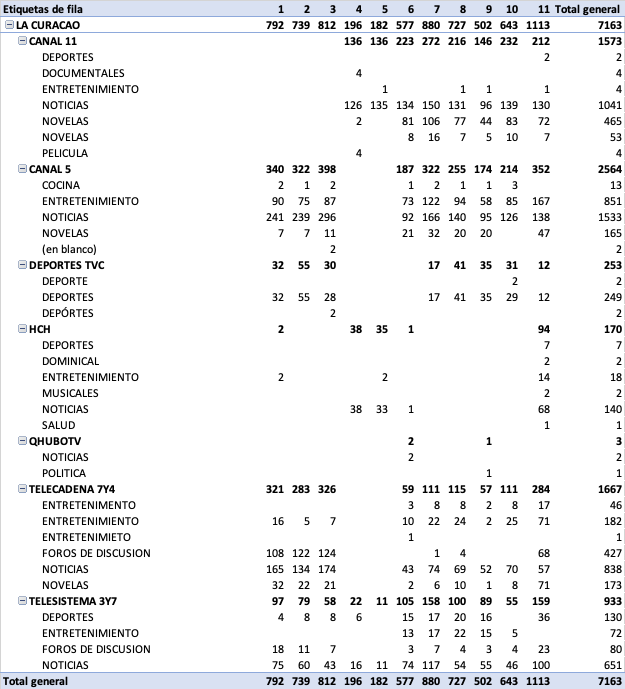 Etiquetas de fila 1 2 3 4 5 6 7 8 9 10 11 Total general
LA CURACAO 792 739 812 196 182 577 880 727 502 643 1113 7163
CANAL 11 136 136 223 272 216 146 232 212 1573
DEPORTES 2 2
DOCUMENTALES 4 4
ENTRETENIMIENTO 1 1 1 1 4
NOTICIAS 126 135 134 150 131 96 139 130 1041
NOVELAS 2 81 106 77 44 83 72 465
NOVELAS 8 16 7 5 10 7 53
PELICULA 4 4
CANAL 5 340 322 398 187 322 255 174 214 352 2564
COCINA 2 1 2 1 2 1 1 3 13
ENTRETENIMIENTO 90 75 87 73 122 94 58 85 167 851
NOTICIAS 241 239 296 92 166 140 95 126 138 1533
NOVELAS 7 7 11 21 32 20 20 47 165
(en blanco) 2 2
DEPORTES TVC 32 55 30 17 41 35 31 12 253
DEPORTE 2 2
DEPORTES 32 55 28 17 41 35 29 12 249
DEPÓRTES 2 2
HCH 2 38 35 1 94 170
DEPORTES 7 7
DOMINICAL 2 2
ENTRETENIMIENTO 2 2 14 18
MUSICALES 2 2
NOTICIAS 38 33 1 68 140
SALUD 1 1
QHUBOTV 2 1 3
NOTICIAS 2 2
POLITICA 1 1
TELECADENA 7Y4 321 283 326 59 111 115 57 111 284 1667
ENTRETENIMENTO 3 8 8 2 8 17 46
ENTRETENIMIENTO 16 5 7 10 22 24 2 25 71 182
ENTRETENIMIETO 1 1
FOROS DE DISCUSION 108 122 124 1 4 68 427
NOTICIAS 165 134 174 43 74 69 52 70 57 838
NOVELAS 32 22 21 2 6 10 1 8 71 173
TELESISTEMA 3Y7 97 79 58 22 11 105 158 100 89 55 159 933
DEPORTES 4 8 8 6 15 17 20 16 36 130
ENTRETENIMIENTO 13 17 22 15 5 72
FOROS DE DISCUSION 18 11 7 3 7 4 3 4 23 80
NOTICIAS 75 60 43 16 11 74 117 54 55 46 100 651
Total general 792 739 812 196 182 577 880 727 502 643 1113 7163